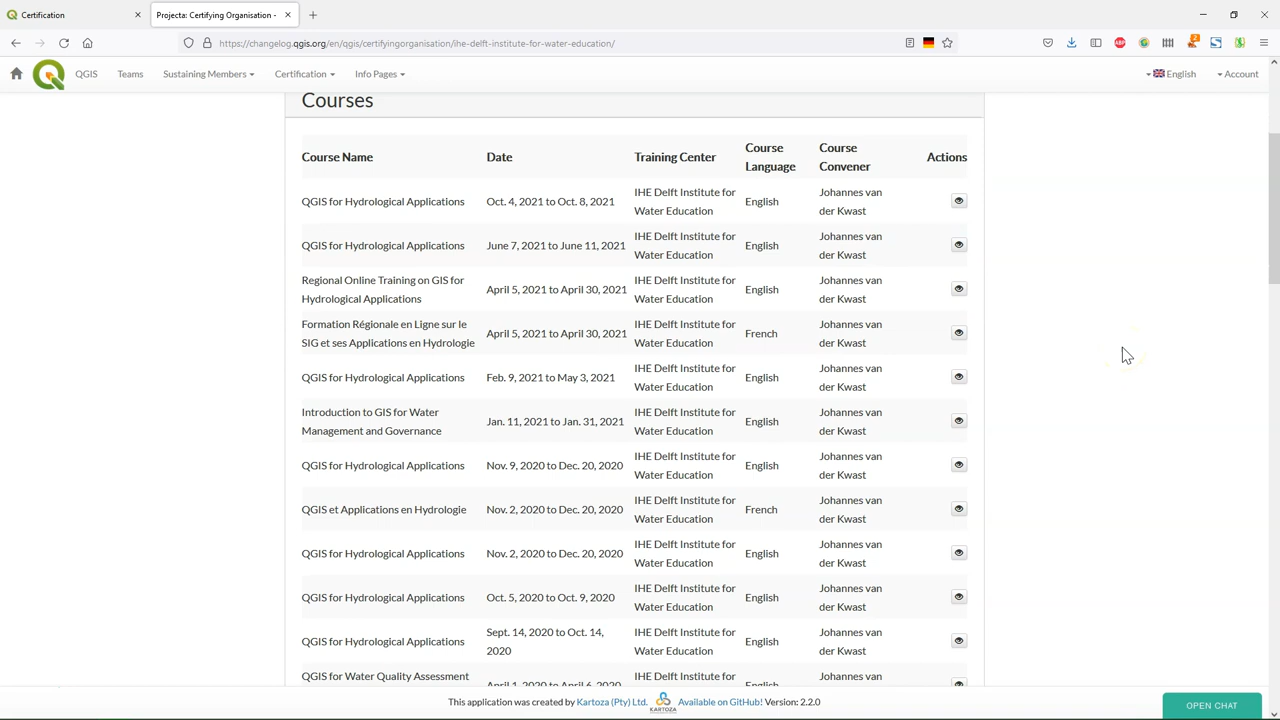 Certification
Projecta: Certifying Organisation -
https://changelog.qgis.org/en/qgis/certifyingorganisation/ihe-delft-institute-for-water-education/
QGIS Teams Sustaining Members Certification Info Pages English Account
Courses
Course Name Date Training Center Course Language Course Convener Actions
QGIS for Hydrological Applications Oct. 4, 2021 to Oct. 8, 2021 IHE Delft Institute for Water Education English Johannes van der Kwast
QGIS for Hydrological Applications June 7, 2021 to June 11, 2021 IHE Delft Institute for Water Education English Johannes van der Kwast
Regional Online Training on GIS for Hydrological Applications April 5, 2021 to April 30, 2021 IHE Delft Institute for Water Education English Johannes van der Kwast
Formation Régionale en Ligne sur le SIG et ses Applications en Hydrologie April 5, 2021 to April 30, 2021 IHE Delft Institute for Water Education French Johannes van der Kwast
QGIS for Hydrological Applications Feb. 9, 2021 to May 3, 2021 IHE Delft Institute for Water Education English Johannes van der Kwast
Introduction to GIS for Water Management and Governance Jan. 11, 2021 to Jan. 31, 2021 IHE Delft Institute for Water Education English Johannes van der Kwast
QGIS for Hydrological Applications Nov. 9, 2020 to Dec. 20, 2020 IHE Delft Institute for Water Education English Johannes van der Kwast
QGIS et Applications en Hydrologie Nov. 2, 2020 to Dec. 20, 2020 IHE Delft Institute for Water Education French Johannes van der Kwast
QGIS for Hydrological Applications Nov. 2, 2020 to Dec. 20, 2020 IHE Delft Institute for Water Education English Johannes van der Kwast
QGIS for Hydrological Applications Oct. 5, 2020 to Oct. 9, 2020 IHE Delft Institute for Water Education English Johannes van der Kwast
QGIS for Hydrological Applications Sept. 14, 2020 to Oct. 14, 2020 IHE Delft Institute for Water Education English Johannes van der Kwast
QGIS for Water Quality Assessment April 1, 2020 to April 6, 2020 IHE Delft Institute for English Johannes van
This application was created by Kartoza (Pty) Ltd. KARTOZA Available on GitHub! Version: 2.2.0
OPEN CHAT